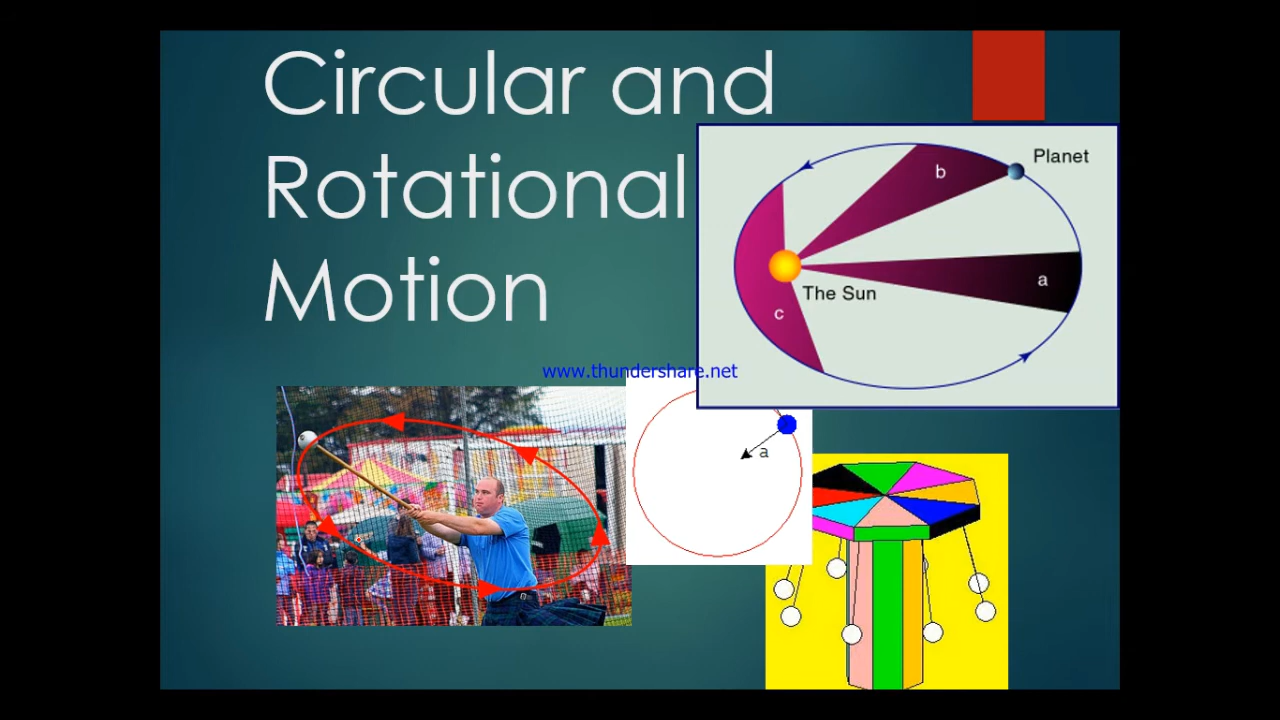 Circular and
Rotational
Motion
Planet
b
a
The Sun
c
www.thundershare.net
a